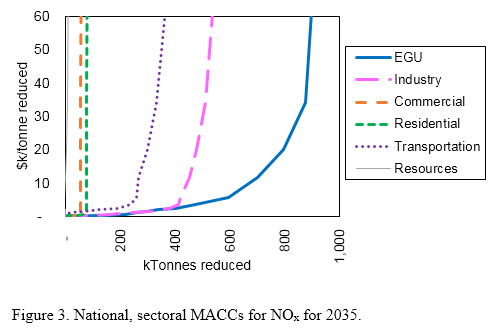 60
50
40
30
20
10
-
$k/tonne reduced
-
200
400
600
800
1,000
kTonnes reduced
EGU
Industry
Commercial
Residential
Transportation
Resources
Figure 3. National, sectoral MACCs for NOx for 2035.